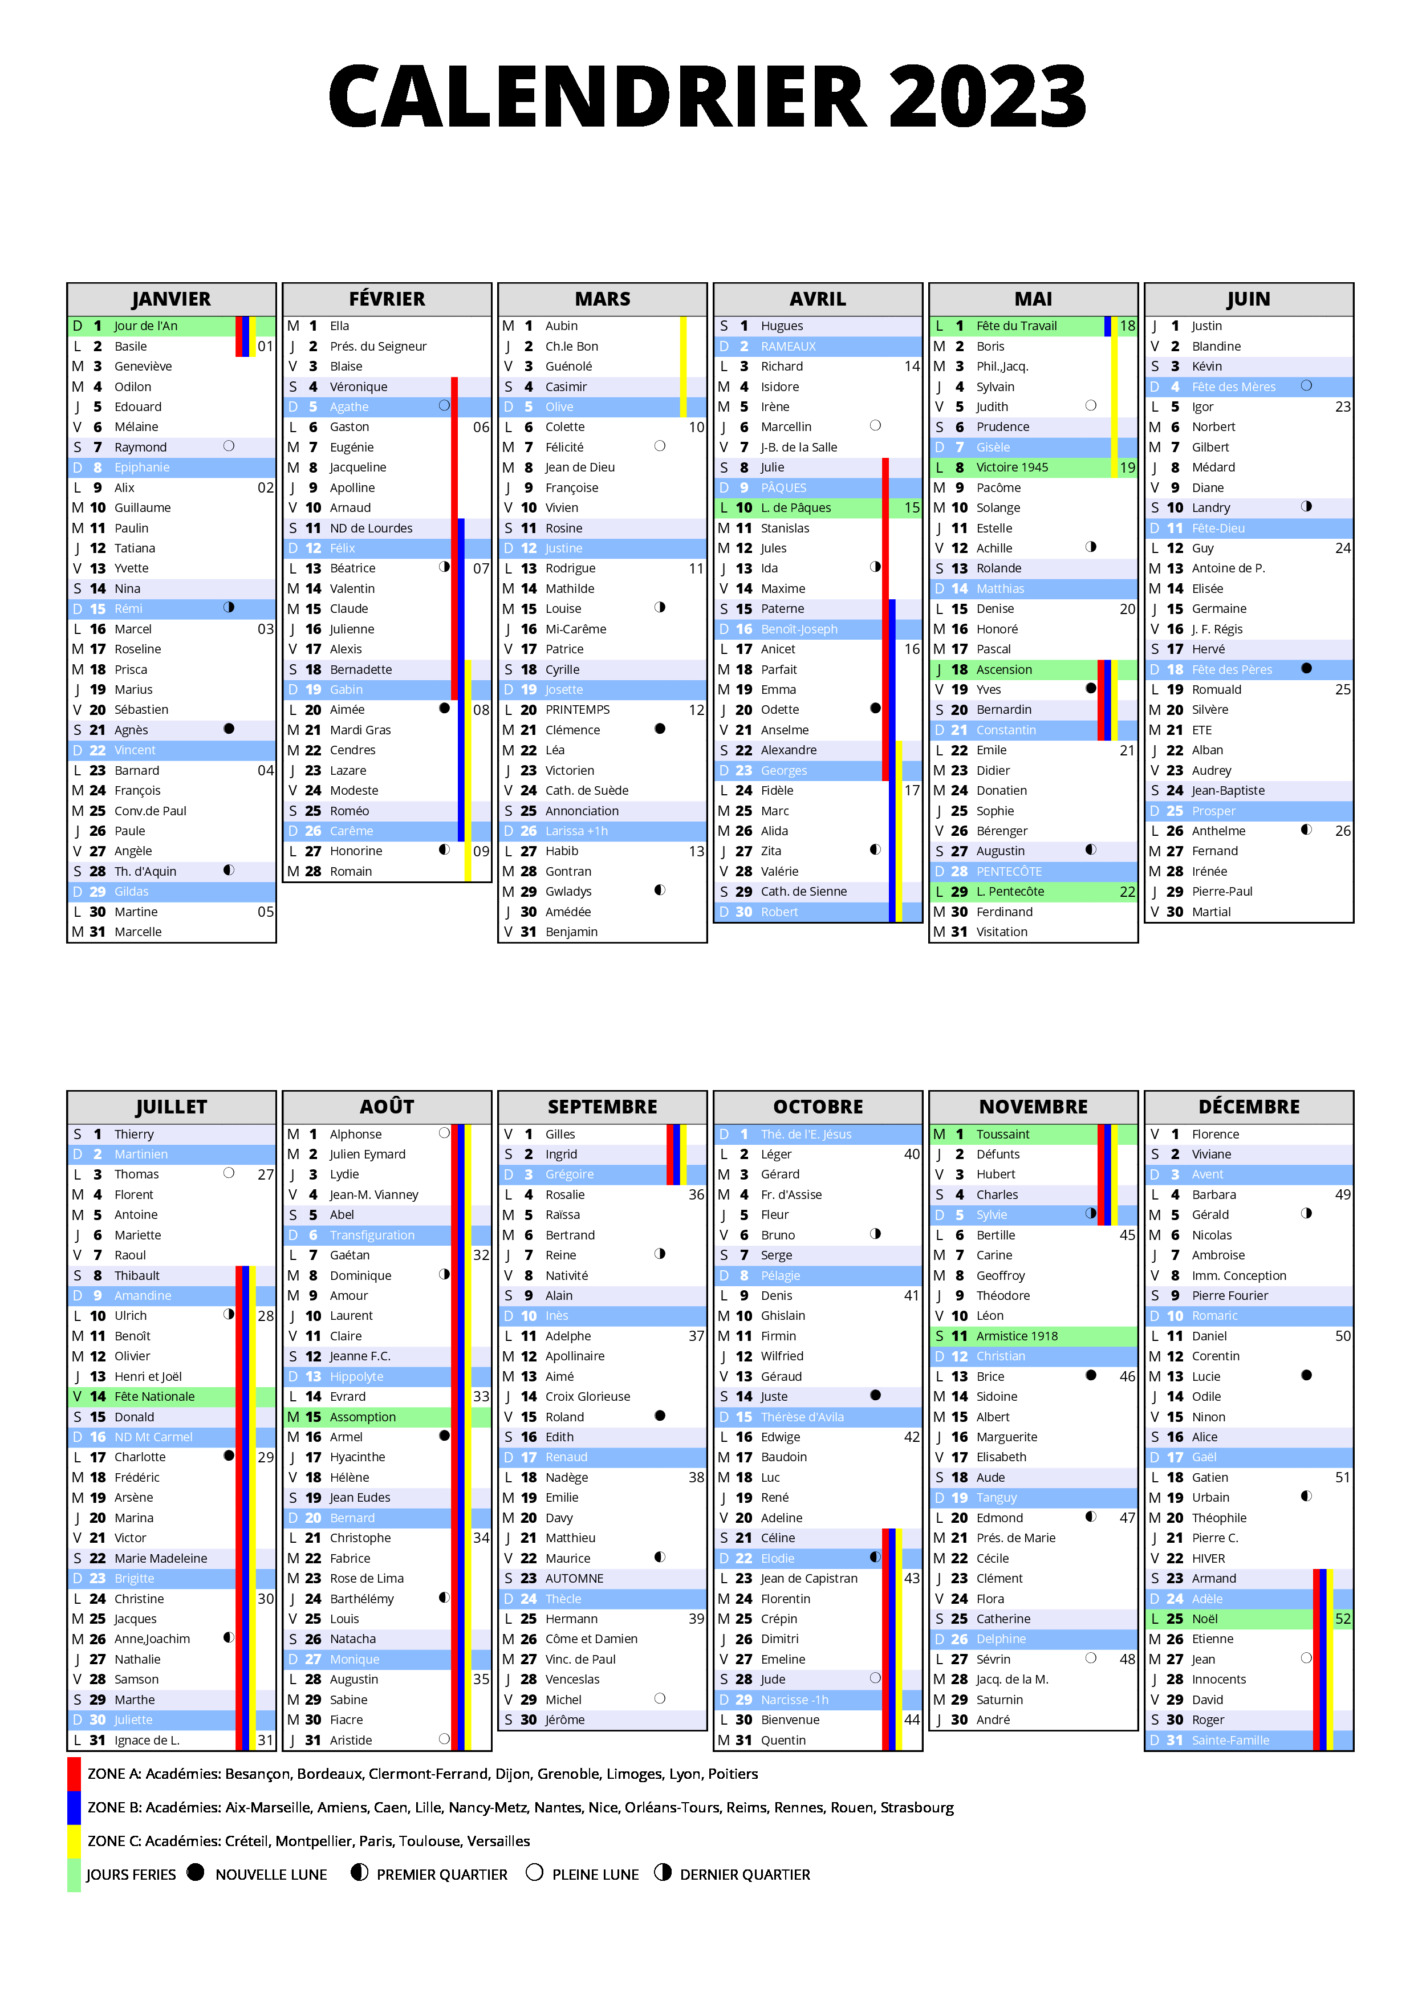 CALENDRIER 2023
JANVIER
D 1 Jour de l'An
L 2 Basile 01
M 3 Geneviève
M 4 Odilon
J 5 Edouard
V 6 Mélaine
S 7 Raymond
D 8 Epiphanie
L 9 Alix 02
M 10 Guillaume
M 11 Paulin
J 12 Tatiana
V 13 Yvette
S 14 Nina
D 15 Rémi
L 16 Marcel 03
M 17 Roseline
M 18 Prisca
J 19 Marius
V 20 Sébastien
S 21 Agnès
D 22 Vincent
L 23 Barnard 04
M 24 François
M 25 Conv.de Paul
J 26 Paule
V 27 Angèle
S 28 Th. d'Aquin
D 29 Gildas
L 30 Martine 05
M 31 Marcelle
FÉVRIER
M 1 Ella
J 2 Prés. du Seigneur
V 3 Blaise
S 4 Véronique
D 5 Agathe
L 6 Gaston 06
M 7 Eugénie
M 8 Jacqueline
J 9 Apolline
V 10 Arnaud
S 11 ND de Lourdes
D 12 Félix
L 13 Béatrice 07
M 14 Valentin
M 15 Claude
J 16 Julienne
V 17 Alexis
S 18 Bernadette
D 19 Gabin
L 20 Aimée 08
M 21 Mardi Gras
M 22 Cendres
J 23 Lazare
V 24 Modeste
S 25 Roméo
D 26 Carême
L 27 Honorine 09
M 28 Romain
MARS
M 1 Aubin
J 2 Ch.le Bon
V 3 Guénolé
S 4 Casimir
D 5 Olive
L 6 Colette 10
M 7 Félicité
M 8 Jean de Dieu
J 9 Françoise
V 10 Vivien
S 11 Rosine
D 12 Justine
L 13 Rodrigue 11
M 14 Mathilde
M 15 Louise
J 16 Mi-Carême
V 17 Patrice
S 18 Cyrille
D 19 Josette
L 20 PRINTEMPS 12
M 21 Clémence
M 22 Léa
J 23 Victorien
V 24 Cath. de Suède
S 25 Annonciation
D 26 Larissa +1h
L 27 Habib 13
M 28 Gontran
M 29 Gwladys
J 30 Amédée
V 31 Benjamin
AVRIL
S 1 Hugues
D 2 RAMEAUX
L 3 Richard 14
M 4 Isidore
M 5 Irène
J 6 Marcellin
V 7 J-B. de la Salle
S 8 Julie
D 9 PÂQUES
L 10 L. de Pâques 15
M 11 Stanislas
M 12 Jules
J 13 Ida
V 14 Maxime
S 15 Paterne
D 16 Benoît-Joseph
L 17 Anicet 16
M 18 Parfait
M 19 Emma
J 20 Odette
V 21 Anselme
S 22 Alexandre
D 23 Georges
L 24 Fidèle 17
M 25 Marc
M 26 Alida
J 27 Zita
V 28 Valérie
S 29 Cath. de Sienne
D 30 Robert
MAI
L 1 Fête du Travail 18
M 2 Boris
M 3 Phil.,Jacq.
J 4 Sylvain
V 5 Judith
S 6 Prudence
D 7 Gisèle
L 8 Victoire 1945 19
M 9 Pacôme
M 10 Solange
J 11 Estelle
V 12 Achille
S 13 Rolande
D 14 Matthias
L 15 Denise 20
M 16 Honoré
M 17 Pascal
J 18 Ascension
V 19 Yves
S 20 Bernardin
D 21 Constantin
L 22 Emile 21
M 23 Didier
M 24 Donatien
J 25 Sophie
V 26 Bérenger
S 27 Augustin
D 28 PENTECÔTE
L 29 L. Pentecôte 22
M 30 Ferdinand
M 31 Visitation
JUIN
J 1 Justin
V 2 Blandine
S 3 Kévin
D 4 Fête des Mères
L 5 Igor 23
M 6 Norbert
M 7 Gilbert
J 8 Médard
V 9 Diane
S 10 Landry
D 11 Fête-Dieu
L 12 Guy 24
M 13 Antoine de P.
M 14 Elisée
J 15 Germaine
V 16 J. F. Régis
S 17 Hervé
D 18 Fête des Pères
L 19 Romuald 25
M 20 Silvère
M 21 ETE
J 22 Alban
V 23 Audrey
S 24 Jean-Baptiste
D 25 Prosper
L 26 Anthelme 26
M 27 Fernand
M 28 Irénée
J 29 Pierre-Paul
V 30 Martial
JUILLET
S 1 Thierry
D 2 Martinien
L 3 Thomas 27
M 4 Florent
M 5 Antoine
J 6 Mariette
V 7 Raoul
S 8 Thibault
D 9 Amandine
L 10 Ulrich 28
M 11 Benoît
M 12 Olivier
J 13 Henri et Joël
V 14 Fête Nationale
S 15 Donald
D 16 ND Mt Carmel
L 17 Charlotte 29
M 18 Frédéric
M 19 Arsène
J 20 Marina
V 21 Victor
S 22 Marie Madeleine
D 23 Brigitte
L 24 Christine 30
M 25 Jacques
M 26 Anne,Joachim
J 27 Nathalie
V 28 Samson
S 29 Marthe
D 30 Juliette
L 31 Ignace de L. 31
AOÛT
M 1 Alphonse
M 2 Julien Eymard
J 3 Lydie
V 4 Jean-M. Vianney
S 5 Abel
D 6 Transfiguration
L 7 Gaétan 32
M 8 Dominique
M 9 Amour
J 10 Laurent
V 11 Claire
S 12 Jeanne F.C.
D 13 Hippolyte
L 14 Evrard 33
M 15 Assomption
M 16 Armel
J 17 Hyacinthe
V 18 Hélène
S 19 Jean Eudes
D 20 Bernard
L 21 Christophe 34
M 22 Fabrice
M 23 Rose de Lima
J 24 Barthélémy
V 25 Louis
S 26 Natacha
D 27 Monique
L 28 Augustin 35
M 29 Sabine
M 30 Fiacre
J 31 Aristide
SEPTEMBRE
V 1 Gilles
S 2 Ingrid
D 3 Grégoire
L 4 Rosalie 36
M 5 Raïssa
M 6 Bertrand
J 7 Reine
V 8 Nativité
S 9 Alain
D 10 Inès
L 11 Adelphe 37
M 12 Apollinaire
M 13 Aimé
J 14 Croix Glorieuse
V 15 Roland
S 16 Edith
D 17 Renaud
L 18 Nadège 38
M 19 Emilie
M 20 Davy
J 21 Matthieu
V 22 Maurice
S 23 AUTOMNE
D 24 Thècle
L 25 Hermann 39
M 26 Côme et Damien
M 27 Vinc. de Paul
J 28 Venceslas
V 29 Michel
S 30 Jérôme
OCTOBRE
D 1 Thé. de l'E. Jésus
L 2 Léger 40
M 3 Gérard
M 4 Fr. d'Assise
J 5 Fleur
V 6 Bruno
S 7 Serge
D 8 Pélagie
L 9 Denis 41
M 10 Ghislain
M 11 Firmin
J 12 Wilfried
V 13 Géraud
S 14 Juste
D 15 Thérèse d'Avila
L 16 Edwige 42
M 17 Baudoin
M 18 Luc
J 19 René
V 20 Adeline
S 21 Céline
D 22 Elodie
L 23 Jean de Capistran 43
M 24 Florentin
M 25 Crépin
J 26 Dimitri
V 27 Emeline
S 28 Jude
D 29 Narcisse -1h
L 30 Bienvenue 44
M 31 Quentin
NOVEMBRE
M 1 Toussaint
J 2 Défunts
V 3 Hubert
S 4 Charles
D 5 Sylvie
L 6 Bertille 45
M 7 Carine
M 8 Geoffroy
J 9 Théodore
V 10 Léon
S 11 Armistice 1918
D 12 Christian
L 13 Brice 46
M 14 Sidoine
M 15 Albert
J 16 Marguerite
V 17 Elisabeth
S 18 Aude
D 19 Tanguy
L 20 Edmond 47
M 21 Prés. de Marie
M 22 Cécile
J 23 Clément
V 24 Flora
S 25 Catherine
D 26 Delphine
L 27 Sévrin 48
M 28 Jacq. de la M.
M 29 Saturnin
J 30 André
DÉCEMBRE
V 1 Florence
S 2 Viviane
D 3 Avent
L 4 Barbara 49
M 5 Gérald
M 6 Nicolas
J 7 Ambroise
V 8 Imm. Conception
S 9 Pierre Fourier
D 10 Romaric
L 11 Daniel 50
M 12 Corentin
M 13 Lucie
J 14 Odile
V 15 Ninon
S 16 Alice
D 17 Gaël
L 18 Gatien 51
M 19 Urbain
M 20 Théophile
J 21 Pierre C.
V 22 HIVER
S 23 Armand
D 24 Adèle
L 25 Noël 52
M 26 Etienne
M 27 Jean
J 28 Innocents
V 29 David
S 30 Roger
D 31 Sainte-Famille
ZONE A: Académies: Besançon, Bordeaux, Clermont-Ferrand, Dijon, Grenoble, Limoges, Lyon, Poitiers
ZONE B: Académies: Aix-Marseille, Amiens, Caen, Lille, Nancy-Metz, Nantes, Nice, Orléans-Tours, Reims, Rennes, Rouen, Strasbourg
ZONE C: Académies: Créteil, Montpellier, Paris, Toulouse, Versailles
JOURS FERIES NOUVELLE LUNE PREMIER QUARTIER PLEINE LUNE DERNIER QUARTIER